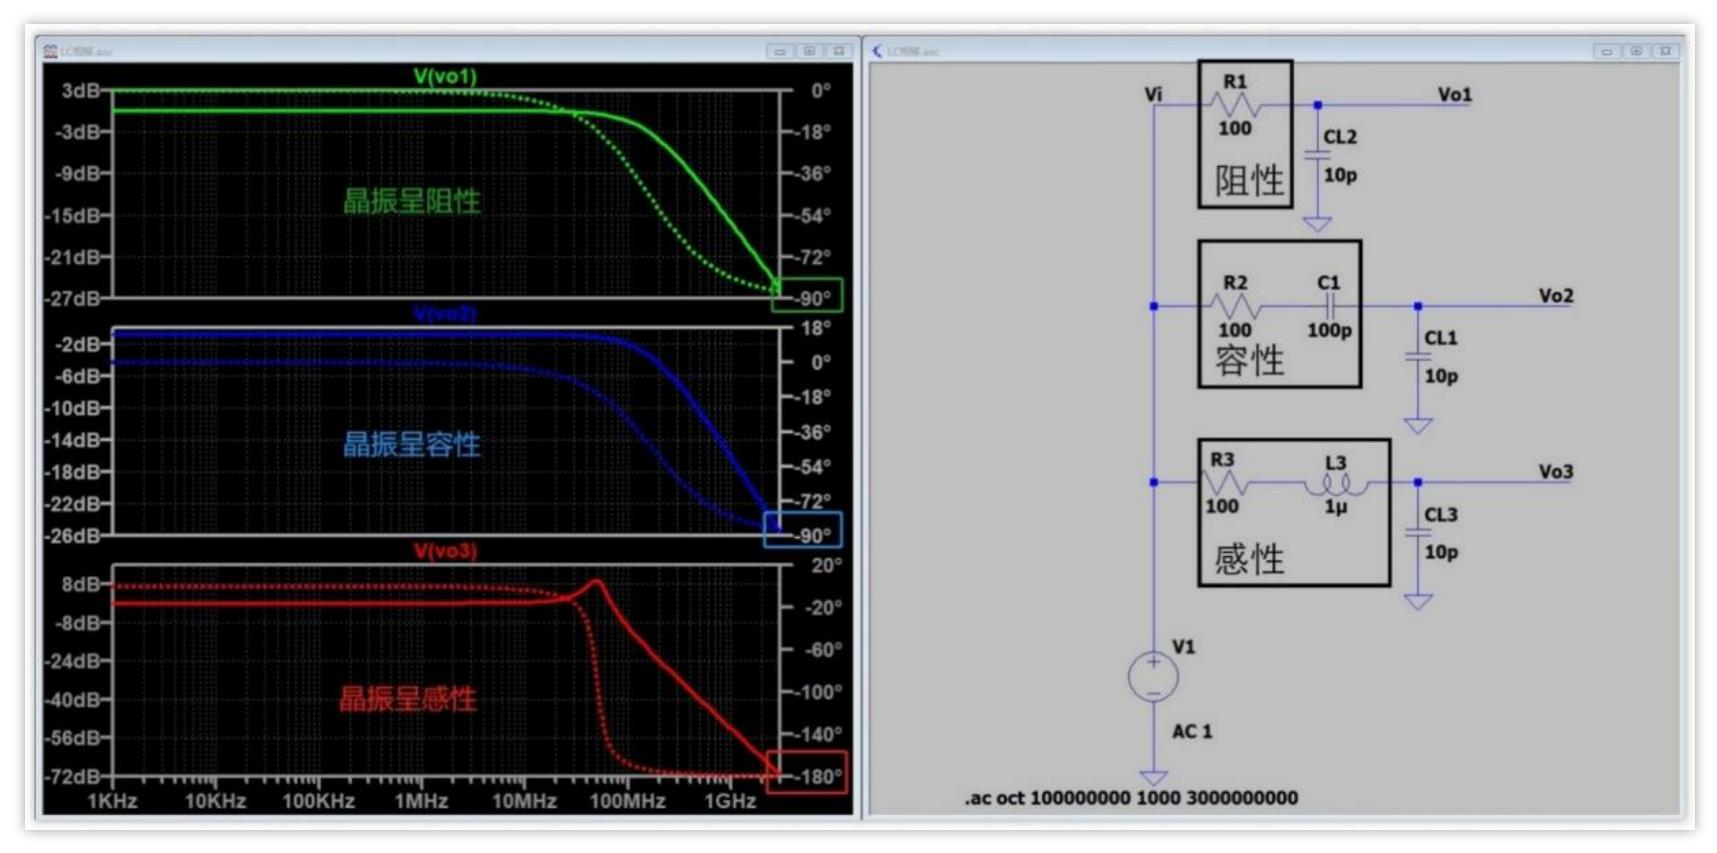 LC相移.asc
V(vo1)
3dB
-3dB
-9dB
-15dB
-21dB
-27dB
0°
-18°
-36°
-54°
-72°
-90°
晶振呈阻性
V(vo2)
-2dB
-6dB
-10dB
-14dB
-18dB
-22dB
-26dB
18°
0°
-18°
-36°
-54°
-72°
-90°
晶振呈容性
V(vo3)
8dB
-8dB
-24dB
-40dB
-56dB
-72dB
20°
-20°
-60°
-100°
-140°
-180°
晶振呈感性
1KHz 10KHz 100KHz 1MHz 10MHz 100MHz 1GHz
LC相移.asc
Vi
R1
100
阻性
Vo1
CL2
10p
R2
100
C1
100p
容性
Vo2
CL1
10p
R3
100
L3
1µ
感性
Vo3
CL3
10p
V1
AC 1
.ac oct 100000000 1000 3000000000